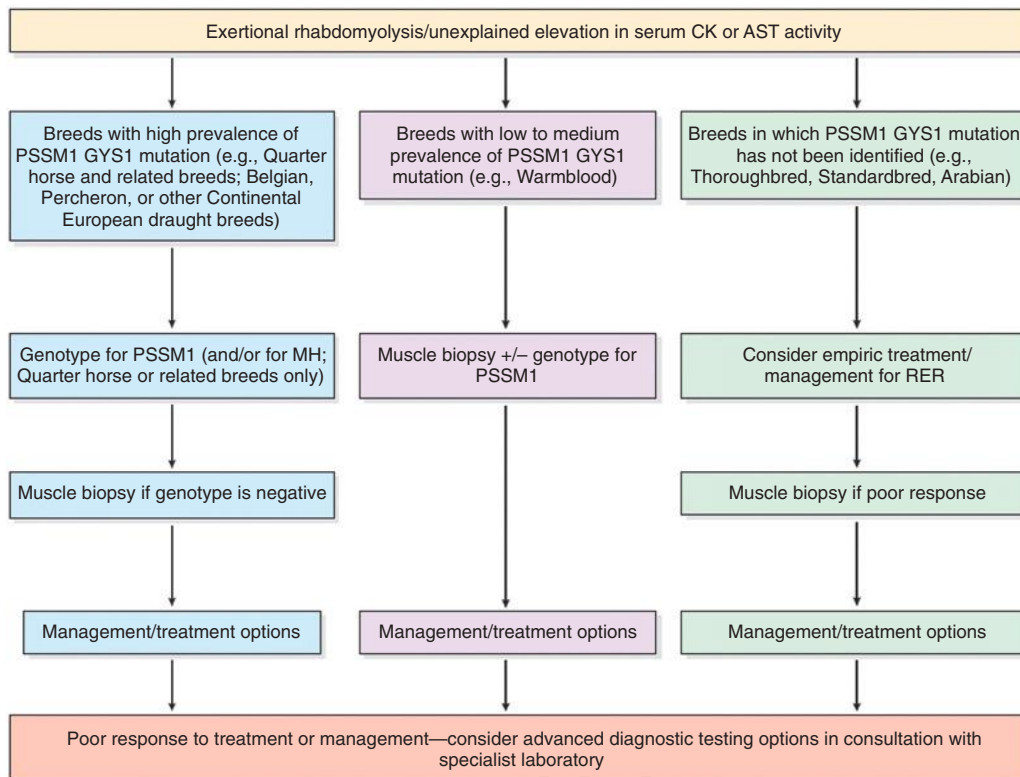 Exertional rhabdomyolysis/unexplained elevation in serum CK or AST activity
Breeds with high prevalence of
PSSM1 GYS1 mutation (e.g., Quarter
horse and related breeds; Belgian,
Percheron, or other Continental
European draught breeds)
Genotype for PSSM1 (and/or for MH;
Quarter horse or related breeds only)
Muscle biopsy if genotype is negative
Management/treatment options
Breeds with low to medium
prevalence of PSSM1 GYS1
mutation (e.g., Warmblood)
Muscle biopsy +/– genotype for
PSSM1
Management/treatment options
Breeds in which PSSM1 GYS1 mutation
has not been identified (e.g.,
Thoroughbred, Standardbred, Arabian)
Consider empiric treatment/
management for RER
Muscle biopsy if poor response
Management/treatment options
Poor response to treatment or management—consider advanced diagnostic testing options in consultation with
specialist laboratory